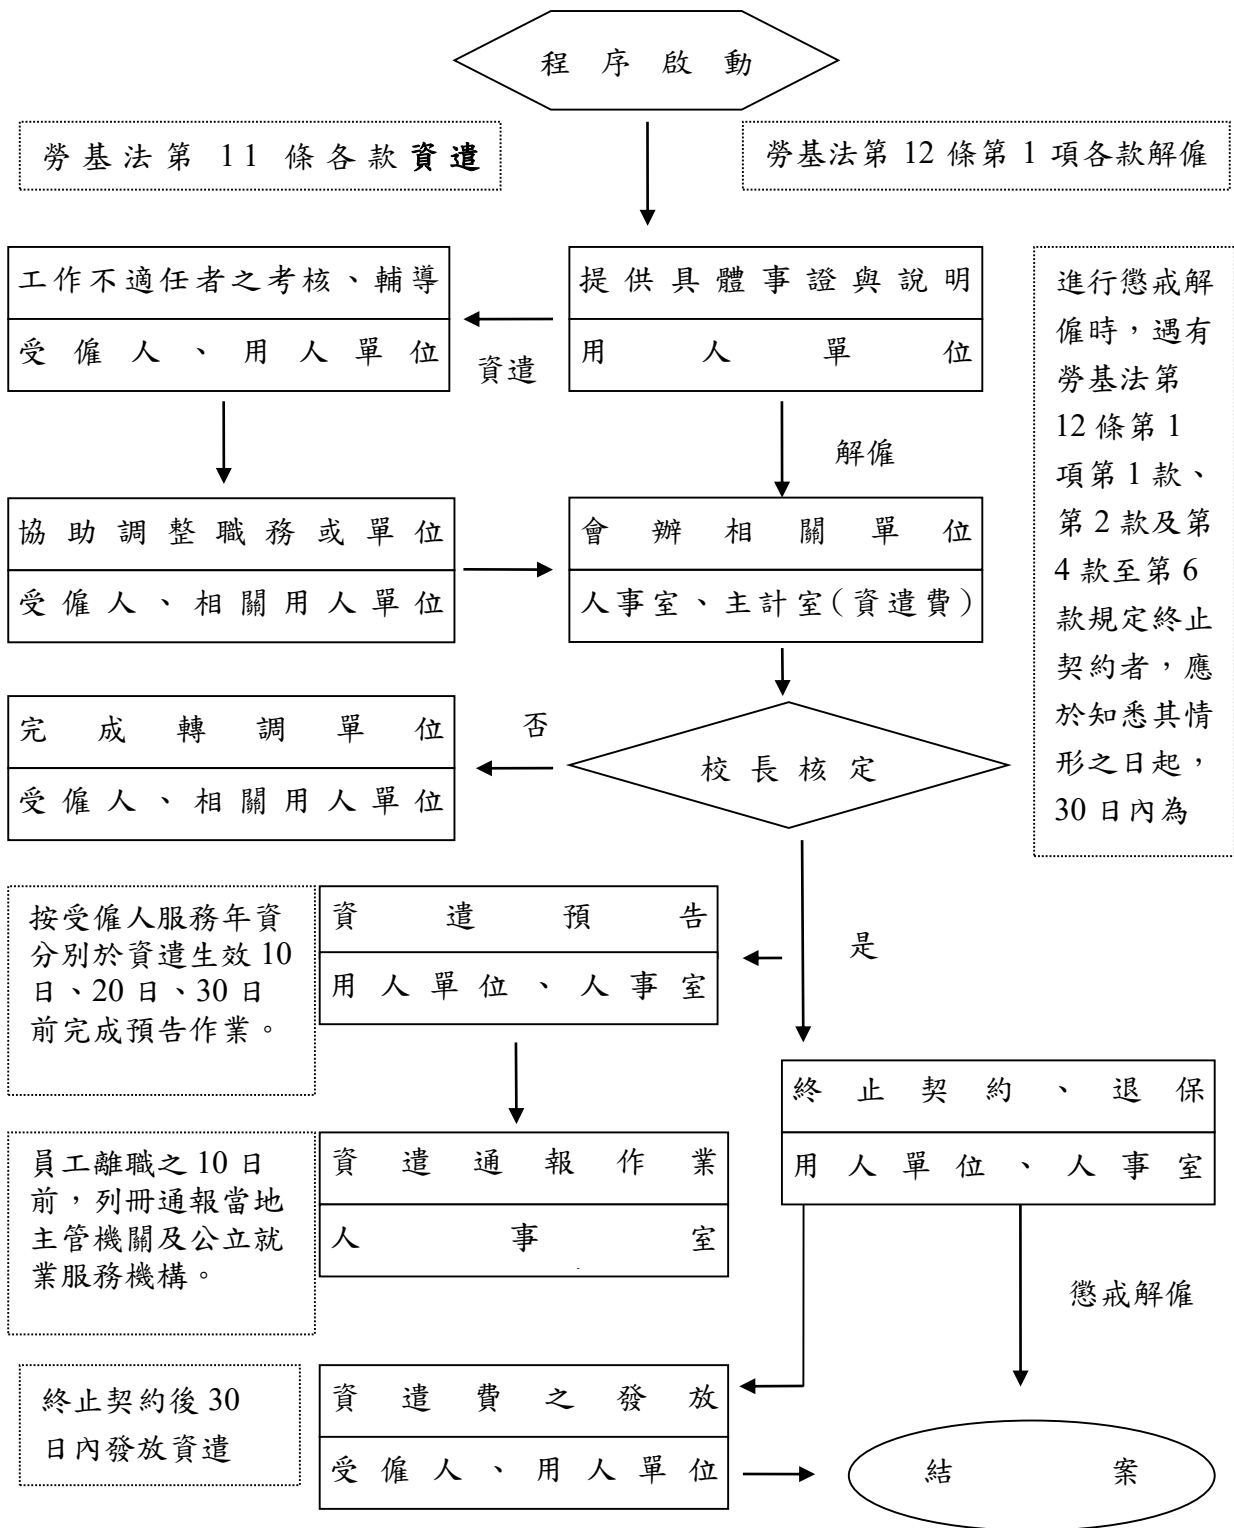 程序啟動
勞基法第 11 條各款資遣
勞基法第 12 條第 1 項各款解僱
工作不適任者之考核、輔導
受僱人、用人單位
資遣
提供具體事證與說明
用人單位
解僱
進行懲戒解
僱時，遇有
勞基法第
12 條第 1
項第 1 款、
第 2 款及第
4 款至第 6
款規定終止
契約者，應
於知悉其情
形之日起，
30 日內為
協助調整職務或單位
受僱人、相關用人單位
會辦相關單位
人事室、主計室(資遣費)
完成轉調單位
受僱人、相關用人單位
否
校長核定
是
按受僱人服務年資
分別於資遣生效 10
日、20 日、30 日
前完成預告作業。
資遣預告
用人單位、人事室
終止契約、退保
用人單位、人事室
員工離職之 10 日
前，列冊通報當地
主管機關及公立就
業服務機構。
資遣通報作業
人事室
懲戒解僱
終止契約後 30
日內發放資遣
資遣費之發放
受僱人、用人單位
結案